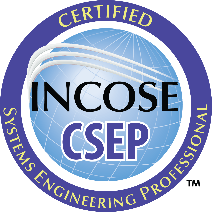 CERTIFIED
INCOSE
CSEP
SYSTEMS ENGINEERING PROFESSIONAL
TM